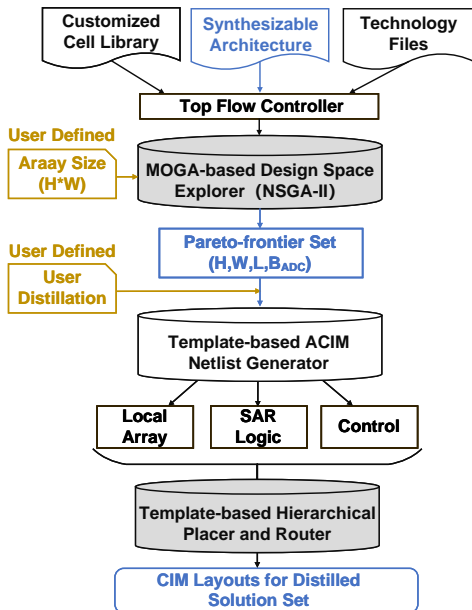 Customized
Cell Library
Synthesizable
Architecture
Technology
Files
Top Flow Controller
User Defined
Araay Size
(H*W)
MOGA-based Design Space
Explorer (NSGA-II)
Pareto-frontier Set
(H,W,L,BADC)
User Defined
User
Distillation
Template-based ACIM
Netlist Generator
Local
Array
SAR
Logic
Control
Template-based Hierarchical
Placer and Router
CIM Layouts for Distilled
Solution Set